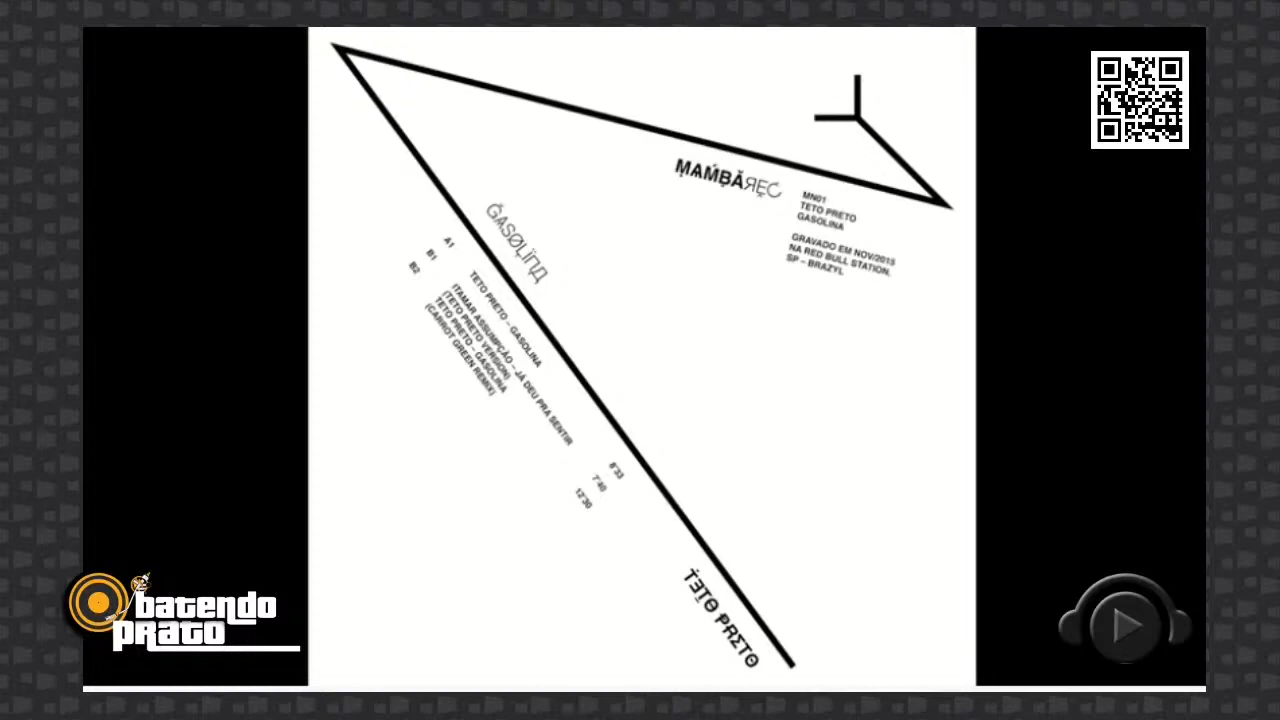 MAMBA REC
MN01
TETO PRETO
GASOLINA
GRAVADO EM NOV/2015
NA RED BULL STATION,
SP – BRAZYL
GASOLINA
A1
TETO PRETO – GASOLINA
6'33
B1
ITAMAR ASSUMPÇÃO – JÁ DEU PRA SENTIR
(TETO PRETO VERSION)
7'40
B2
TETO PRETO – GASOLINA
(CARROT GREEN REMIX)
12'30
TETO PRETO
batendo
prato